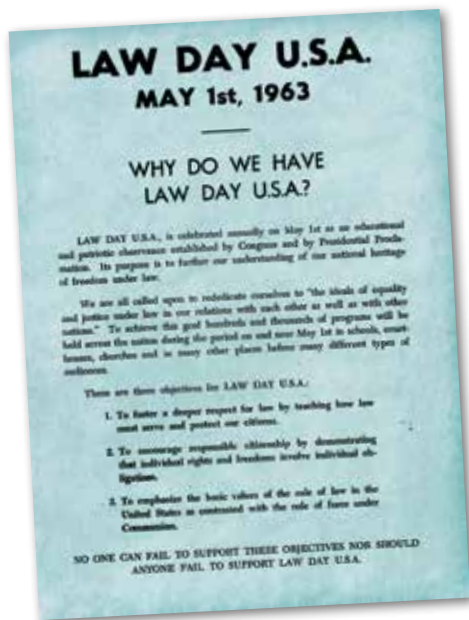 LAW DAY U.S.A.
MAY 1st, 1963
WHY DO WE HAVE
LAW DAY U.S.A.?
LAW DAY U.S.A., is celebrated annually on May 1st as an educational
and patriotic observance established by Congress and by Presidential Procla-
mation. Its purpose is to further our understanding of our national heritage
of freedom under law.
We are all called upon to rededicate ourselves to "the ideals of equality
and justice under law in our relations with each other as well as with other
nations." To achieve this goal hundreds and thousands of programs will be
held across the nation during the period on and near May 1st in schools, court-
houses, churches and in many other places before many different types of
audiences.
There are three objectives for LAW DAY U.S.A.:
1. To foster a deeper respect for law by teaching how law
must serve and protect our citizens.
2. To encourage responsible citizenship by demonstrating
that individual rights and freedoms involve individual ob-
ligations.
3. To emphasize the basic values of the rule of law in the
United States as contrasted with the rule of force under
Communism.
NO ONE CAN FAIL TO SUPPORT THESE OBJECTIVES NOR SHOULD
ANYONE FAIL TO SUPPORT LAW DAY U.S.A.